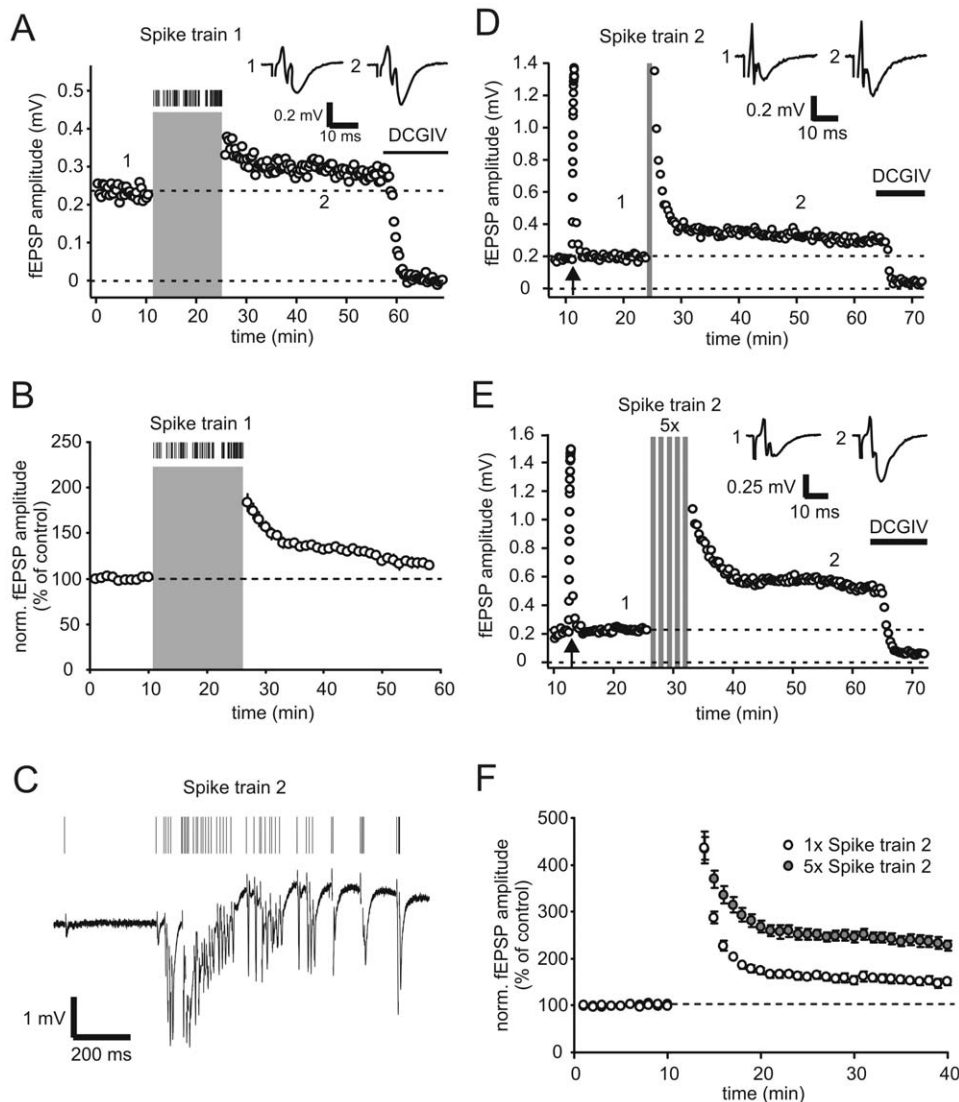 A
Spike train 1
1
2
0.2 mV
10 ms
DCGIV
fEPSP amplitude (mV)
0.5
0.4
0.3
0.2
0.1
0
1
2
0 10 20 30 40 50 60
time (min)
B
Spike train 1
norm. fEPSP amplitude
(% of control)
250
200
150
100
50
0
0 10 20 30 40 50 60
time (min)
C
Spike train 2
1 mV
200 ms
D
Spike train 2
1
2
0.2 mV
10 ms
DCGIV
fEPSP amplitude (mV)
1.4
1.2
1.0
0.8
0.6
0.4
0.2
0
1
2
10 20 30 40 50 60 70
time (min)
E
Spike train 2
5x
1
2
0.25 mV
10 ms
DCGIV
fEPSP amplitude (mV)
1.6
1.4
1.2
1.0
0.8
0.6
0.4
0.2
0
1
2
10 20 30 40 50 60 70
time (min)
F
norm. fEPSP amplitude
(% of control)
500
400
300
200
100
0
1x Spike train 2
5x Spike train 2
0 10 20 30 40
time (min)